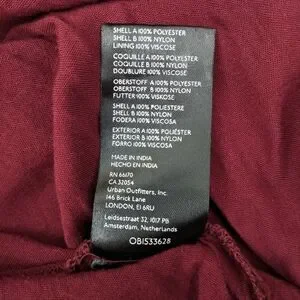 SHELL A 100% POLYESTER
SHELL B 100% NYLON
LINING 100% VISCOSE
COQUILLE A 100% POLYESTER
COQUILLE B 100% NYLON
DOUBLURE 100% VISCOSE
OBERSTOFF A 100% POLYESTER
OBERSTOFF B 100% NYLON
FUTTER 100% VISKOSE
SHELL A 100% POLIESTERE
SHELL B 100% NYLON
FODERA 100% VISCOSA
EXTERIOR A 100% POLIÉSTER
EXTERIOR B 100% NYLON
FORRO 100% VISCOSA
MADE IN INDIA
HECHO EN INDIA
RN 66170
CA 32054
Urban Outfitters, Inc.
146 Brick Lane
LONDON, E1 6RU
Leidsestraat 32, 1017 PB
Amsterdam, Netherlands
OB1533628